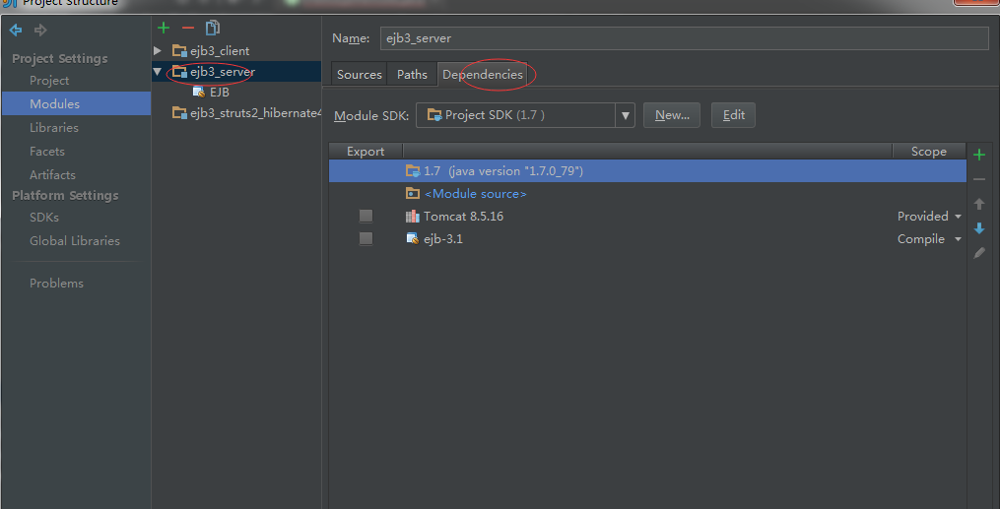 Project Structure
Project Settings
Project
Modules
Libraries
Facets
Artifacts
Platform Settings
SDKs
Global Libraries
Problems
ejb3_client
ejb3_server
EJB
ejb3_struts2_hibernate4
Name: ejb3_server
Sources Paths Dependencies
Module SDK: Project SDK (1.7 ) New... Edit
Export Scope
1.7 (java version "1.7.0_79")
<Module source>
Tomcat 8.5.16 Provided
ejb-3.1 Compile